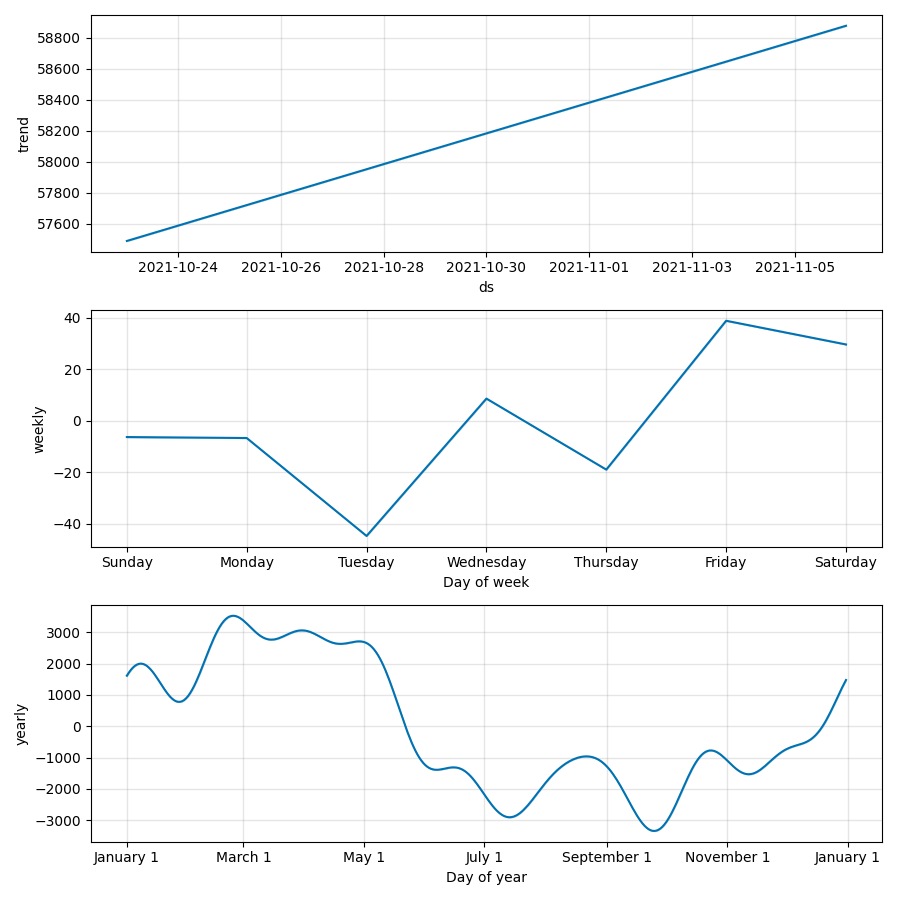 58800
58600
58400
58200
58000
57800
57600
trend
2021-10-24 2021-10-26 2021-10-28 2021-10-30 2021-11-01 2021-11-03 2021-11-05
ds
40
20
0
−20
−40
weekly
Sunday Monday Tuesday Wednesday Thursday Friday Saturday
Day of week
3000
2000
1000
0
−1000
−2000
−3000
yearly
January 1 March 1 May 1 July 1 September 1 November 1 January 1
Day of year